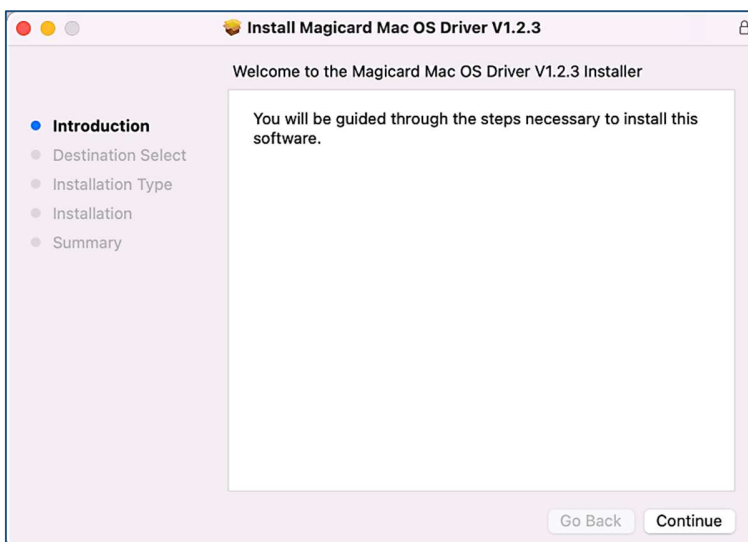 Install Magicard Mac OS Driver V1.2.3
Welcome to the Magicard Mac OS Driver V1.2.3 Installer
Introduction
Destination Select
Installation Type
Installation
Summary
You will be guided through the steps necessary to install this
software.
Go Back
Continue